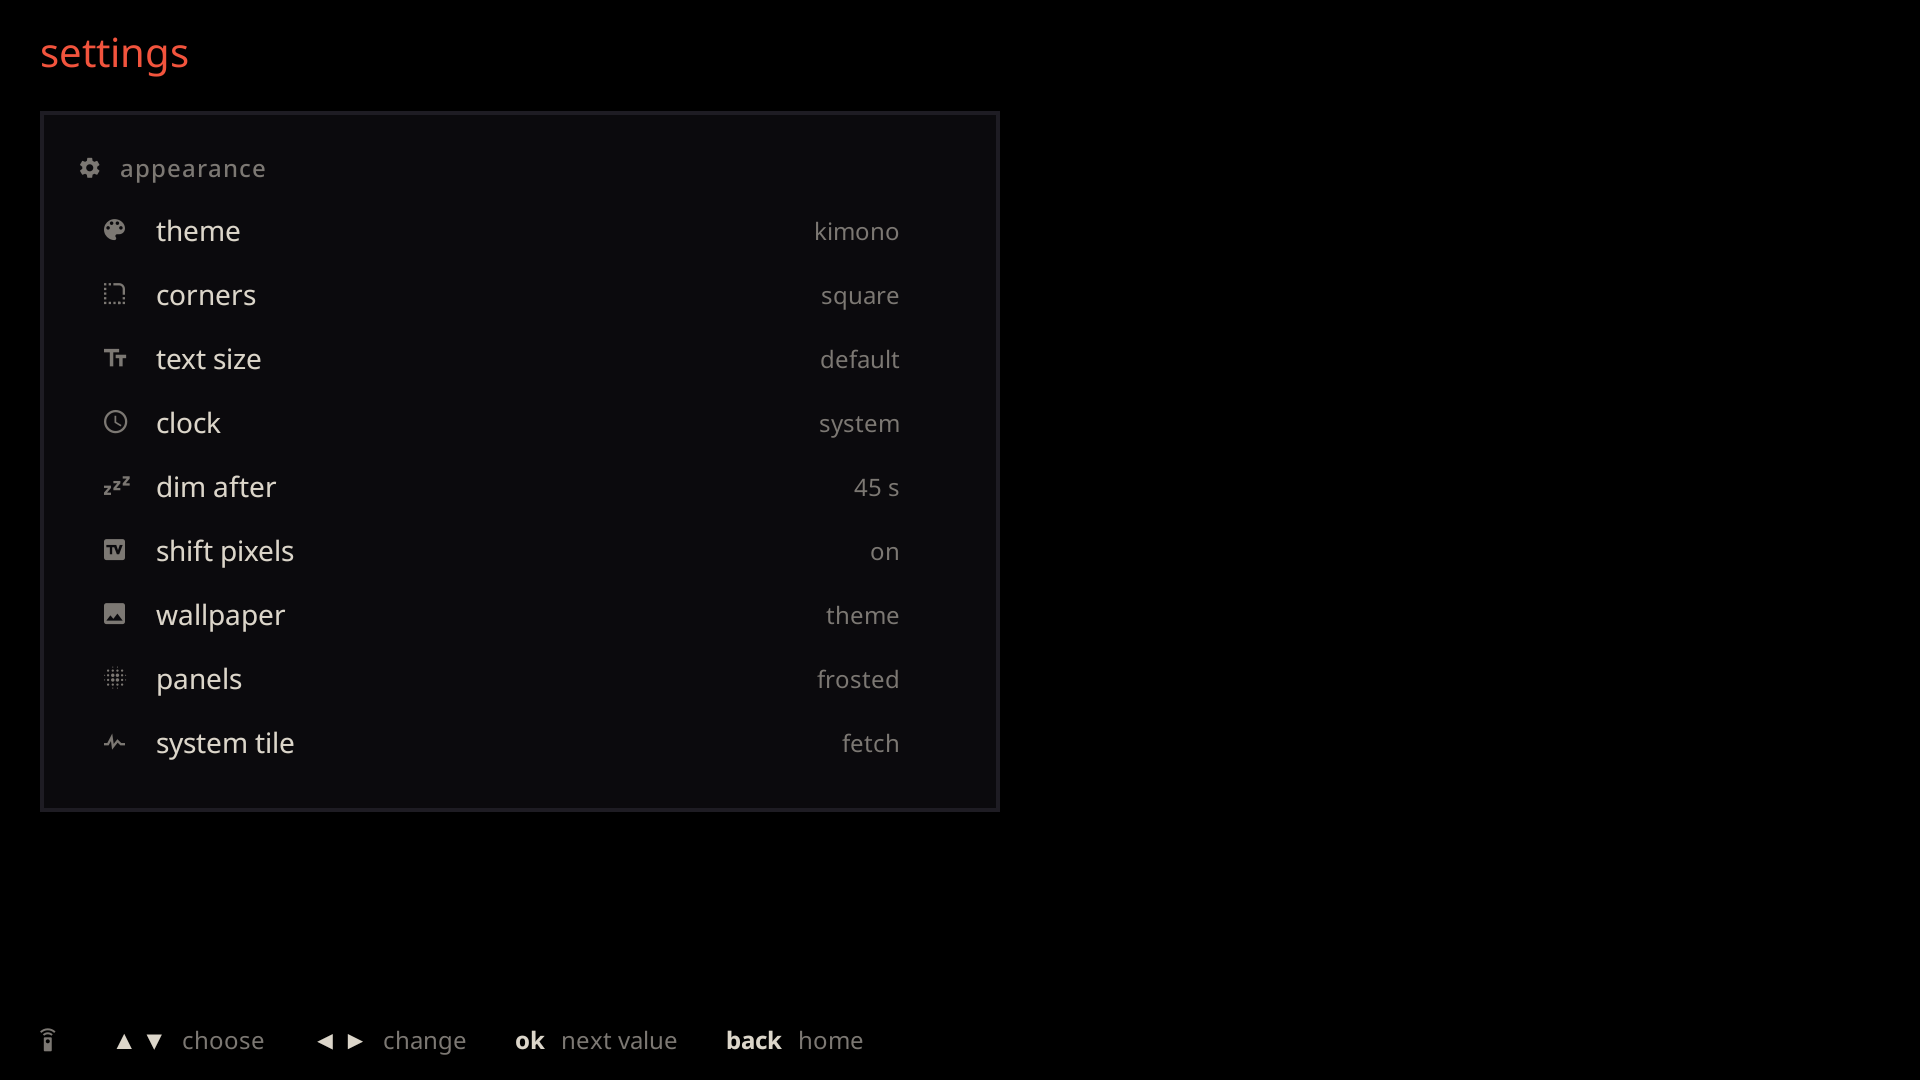 settings
appearance
theme kimono
corners square
text size default
clock system
dim after 45 s
shift pixels on
wallpaper theme
panels frosted
system tile fetch
▲ ▼ choose ◀ ▶ change ok next value back home